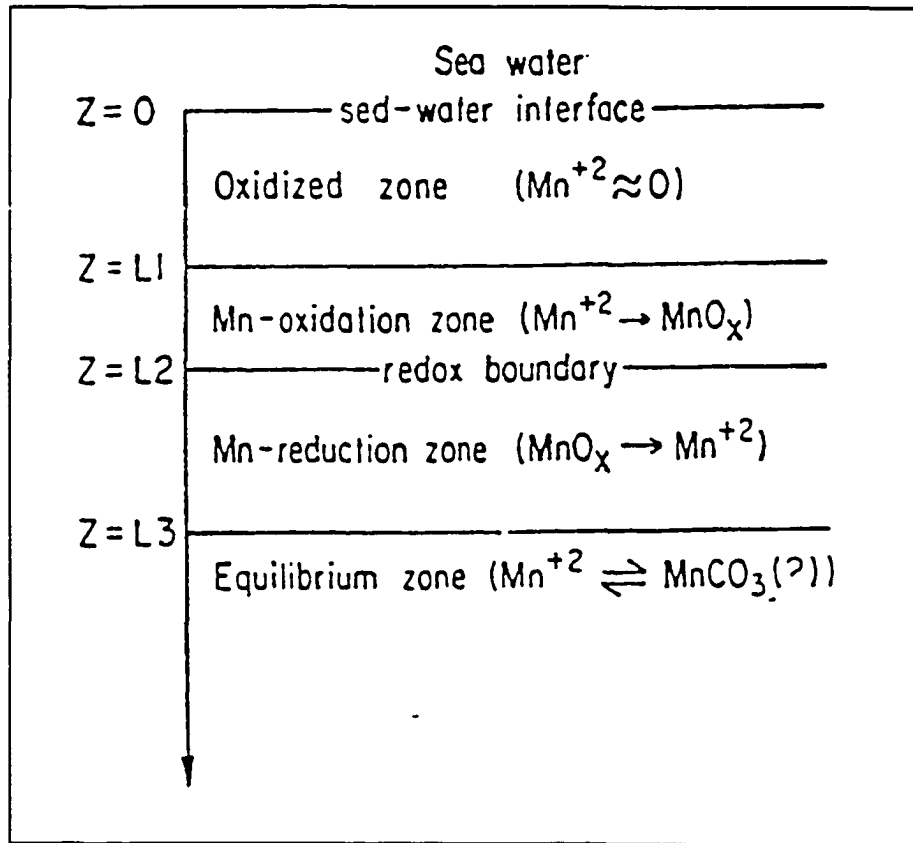 Sea water
Z = 0 sed-water interface
Oxidized zone (Mn⁺² ≈ 0)
Z = L1
Mn-oxidation zone (Mn⁺² → MnOₓ)
Z = L2 redox boundary
Mn-reduction zone (MnOₓ → Mn⁺²)
Z = L3
Equilibrium zone (Mn⁺² ⇌ MnCO₃(?))